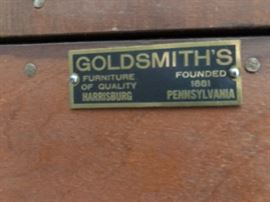 GOLDSMITH'S
FURNITURE FOUNDED
OF QUALITY 1881
HARRISBURG PENNSYLVANIA